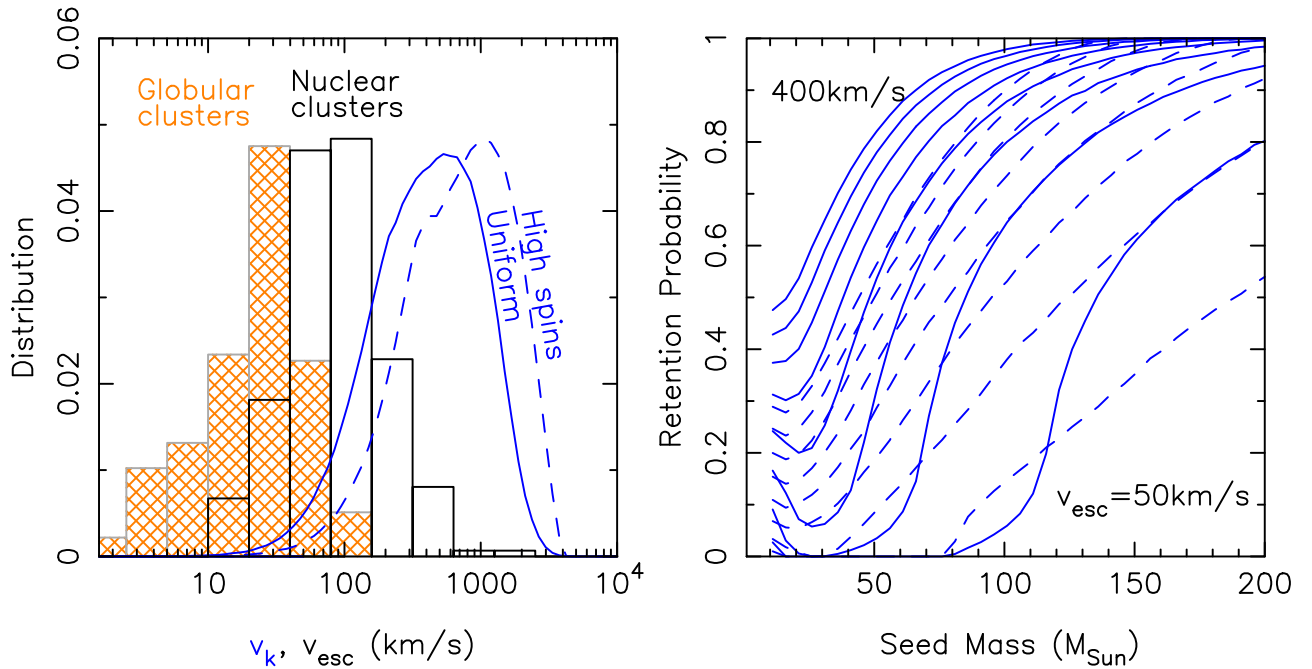 0.06
0.04
0.02
0
Distribution
Globular
clusters
Nuclear
clusters
Uniform
High spins
10
100
1000
10^4
v_k, v_esc (km/s)
1
0.8
0.6
0.4
0.2
0
Retention Probability
400km/s
v_esc=50km/s
50
100
150
200
Seed Mass (M_Sun)